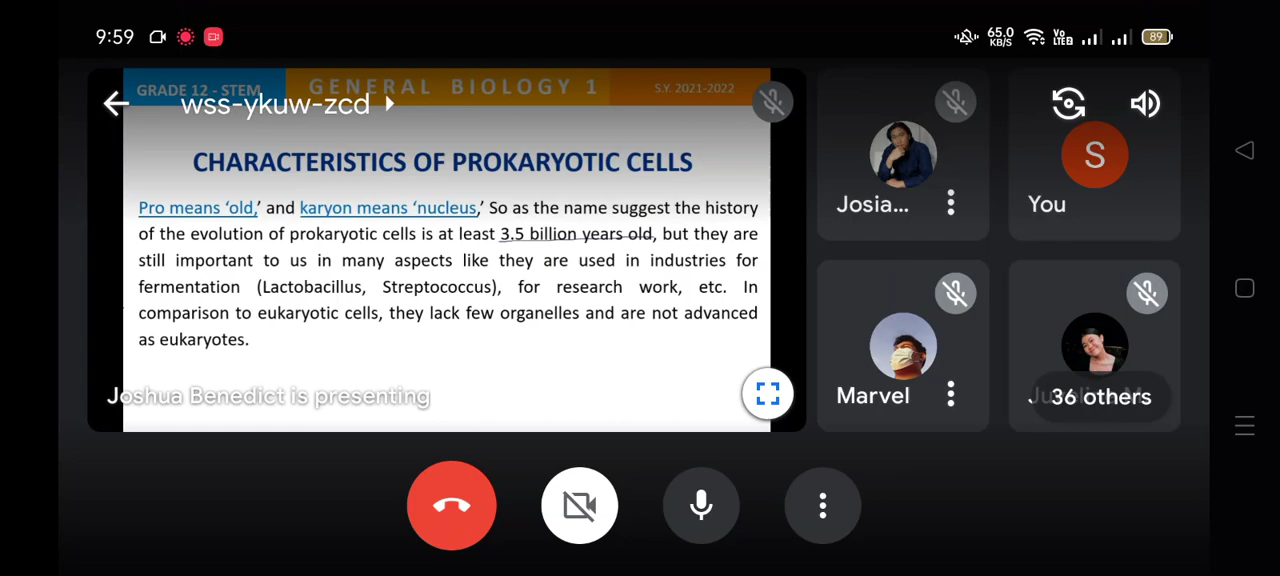 9:59
65.0
KB/S
Vo
LTE2
89
GRADE 12 - STEM
GENERAL BIOLOGY 1
S.Y. 2021-2022
wss-ykuw-zcd
CHARACTERISTICS OF PROKARYOTIC CELLS
Pro means ‘old,’ and karyon means ‘nucleus,’ So as the name suggest the history
of the evolution of prokaryotic cells is at least 3.5 billion years old, but they are
still important to us in many aspects like they are used in industries for
fermentation (Lactobacillus, Streptococcus), for research work, etc. In
comparison to eukaryotic cells, they lack few organelles and are not advanced
as eukaryotes.
Joshua Benedict is presenting
Josia...
S
You
Marvel
36 others